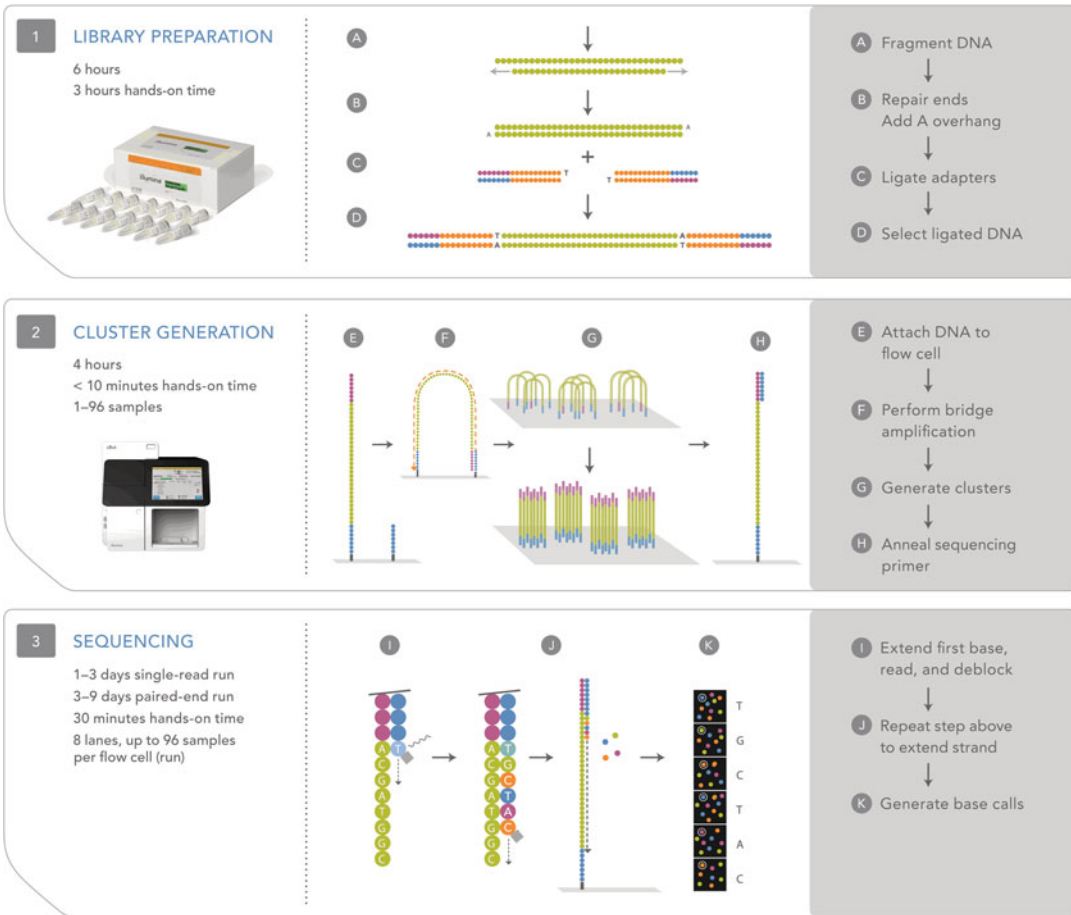 1 LIBRARY PREPARATION
6 hours
3 hours hands-on time
illumina
A
B
A
A
C
+
T
T
D
T
A
A
T
A Fragment DNA
B Repair ends
Add A overhang
C Ligate adapters
D Select ligated DNA
2 CLUSTER GENERATION
4 hours
< 10 minutes hands-on time
1–96 samples
E
F
G
H
E Attach DNA to
flow cell
F Perform bridge
amplification
G Generate clusters
H Anneal sequencing
primer
3 SEQUENCING
1–3 days single-read run
3–9 days paired-end run
30 minutes hands-on time
8 lanes, up to 96 samples
per flow cell (run)
I
A T
C
G
A
T
G
G
C
J
A T
C G
G C
A T
T A
G C
G
C
K
T
G
C
T
A
C
I Extend first base,
read, and deblock
J Repeat step above
to extend strand
K Generate base calls